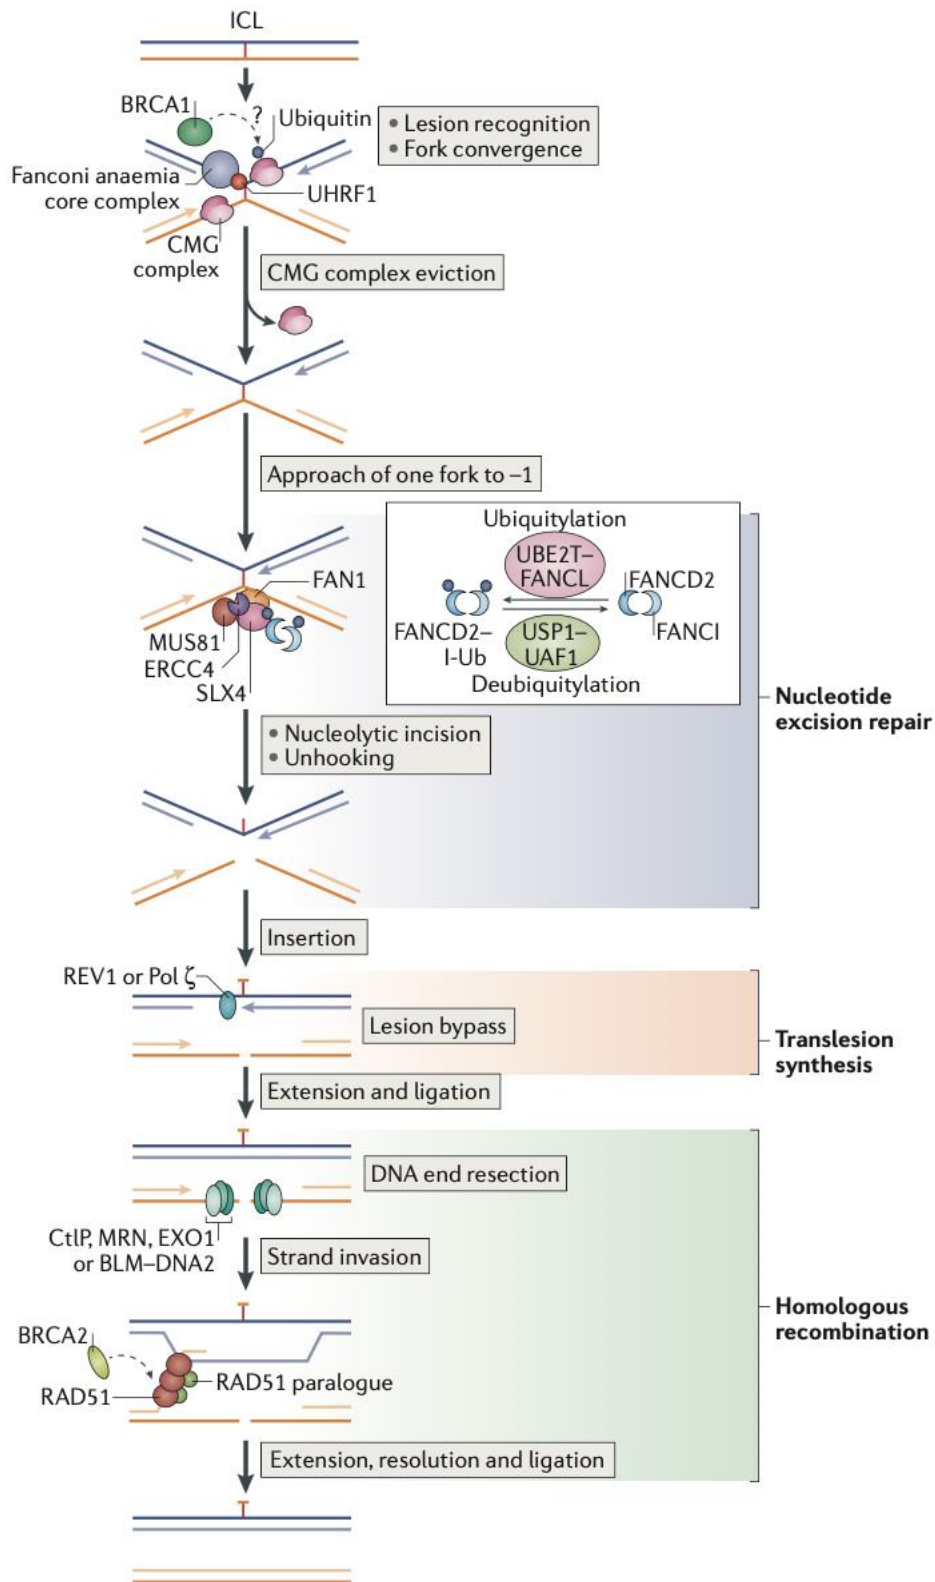 ICL
BRCA1
?
Ubiquitin
• Lesion recognition
• Fork convergence
Fanconi anaemia
core complex
UHRF1
CMG
complex
CMG complex eviction
Approach of one fork to –1
Ubiquitylation
UBE2T–
FANCL
FANCD2
FANCD2–
I-Ub
USP1–
UAF1
FANCI
Deubiquitylation
FAN1
MUS81
ERCC4
SLX4
Nucleotide
excision repair
• Nucleolytic incision
• Unhooking
Insertion
REV1 or Pol ζ
Lesion bypass
Translesion
synthesis
Extension and ligation
DNA end resection
CtIP, MRN, EXO1
or BLM–DNA2
Strand invasion
Homologous
recombination
BRCA2
RAD51
RAD51 paralogue
Extension, resolution and ligation